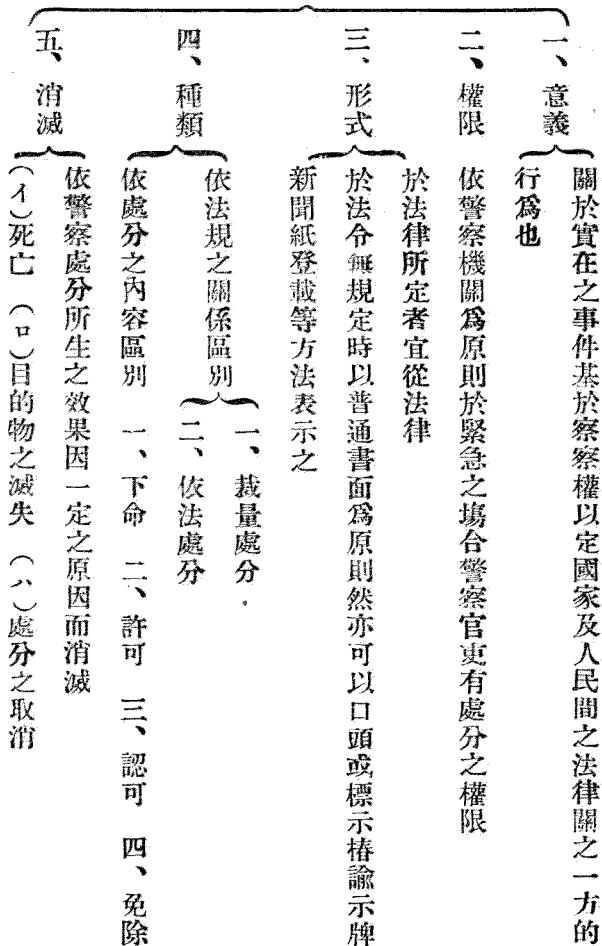 一、意義
關於實在之事件基於察察權以定國家及人民間之法律關之一方的
行爲也
二、權限
依警察機關爲原則於緊急之塲合警察官吏有處分之權限
三、形式
於法律所定者宜從法律
於法令無規定時以普通書面爲原則然亦可以口頭或標示樁諭示牌
新聞紙登載等方法表示之
四、種類
依法規之關係區別
一、裁量處分
二、依法處分
依處分之內容區別 一、下命 二、許可 三、認可 四、免除
五、消滅
依警察處分所生之效果因一定之原因而消滅
（イ）死亡 （ロ）目的物之滅失 （ハ）處分之取消